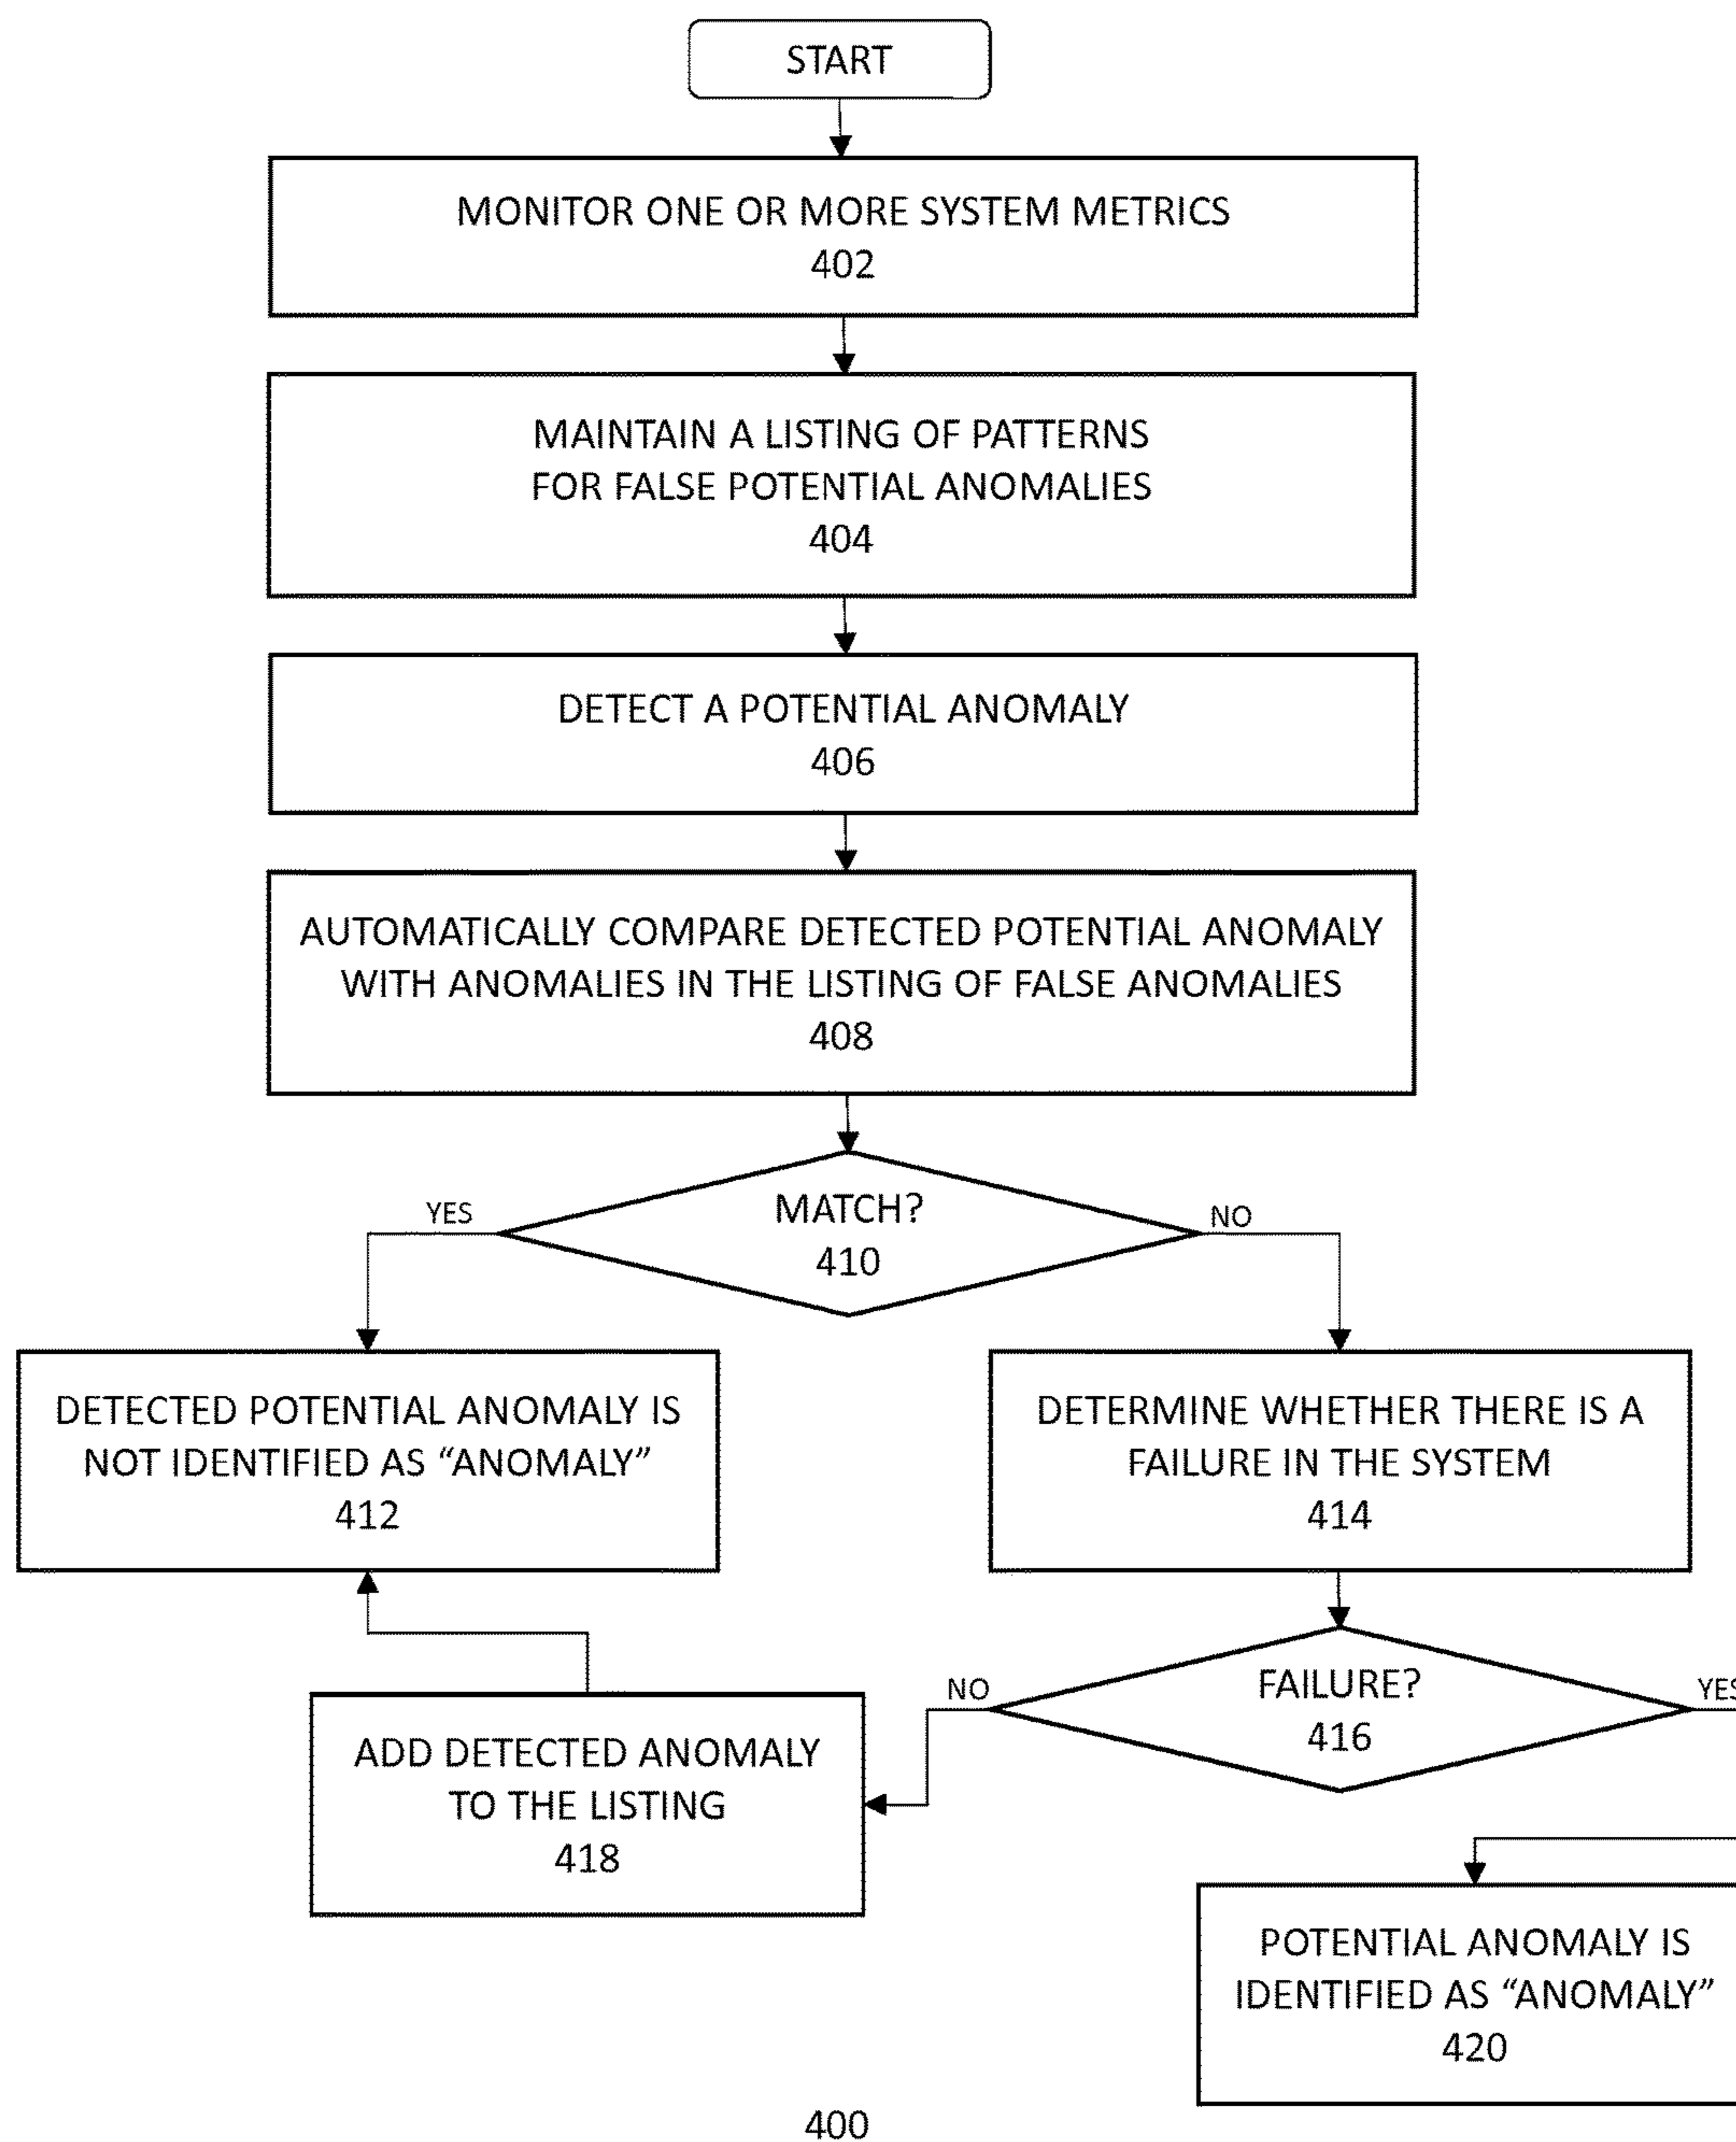 START
MONITOR ONE OR MORE SYSTEM METRICS
402
MAINTAIN A LISTING OF PATTERNS
FOR FALSE POTENTIAL ANOMALIES
404
DETECT A POTENTIAL ANOMALY
406
AUTOMATICALLY COMPARE DETECTED POTENTIAL ANOMALY
WITH ANOMALIES IN THE LISTING OF FALSE ANOMALIES
408
MATCH?
410
YES
NO
DETECTED POTENTIAL ANOMALY IS
NOT IDENTIFIED AS “ANOMALY”
412
DETERMINE WHETHER THERE IS A
FAILURE IN THE SYSTEM
414
FAILURE?
416
NO
YES
ADD DETECTED ANOMALY
TO THE LISTING
418
POTENTIAL ANOMALY IS
IDENTIFIED AS “ANOMALY”
420
400